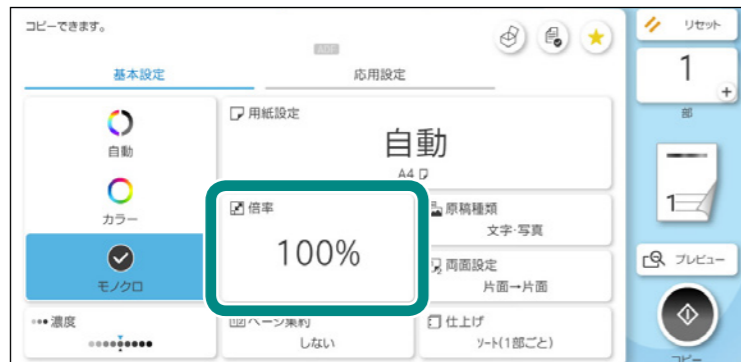 コピーできます。
リセット
ADF
基本設定
応用設定
1
部
自動
カラー
モノクロ
用紙設定
自動
A4
倍率
100%
原稿種類
文字・写真
両面設定
片面→片面
1
プレビュー
濃度
ページ集約
しない
仕上げ
ソート(1部ごと)
コピー